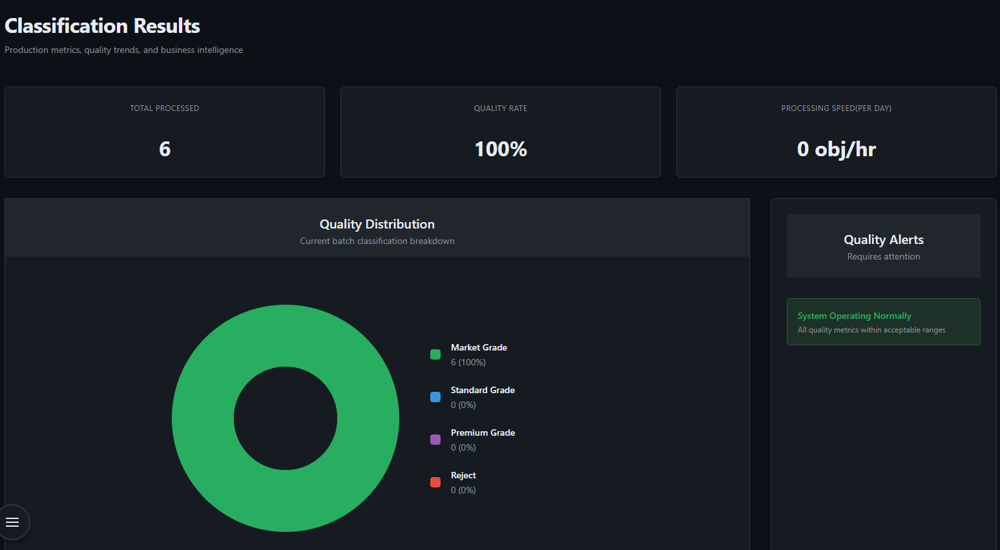 Classification Results
Production metrics, quality trends, and business intelligence
TOTAL PROCESSED
6
QUALITY RATE
100%
PROCESSING SPEED(PER DAY)
0 obj/hr
Quality Distribution
Current batch classification breakdown
Market Grade
6 (100%)
Standard Grade
0 (0%)
Premium Grade
0 (0%)
Reject
0 (0%)
Quality Alerts
Requires attention
System Operating Normally
All quality metrics within acceptable ranges